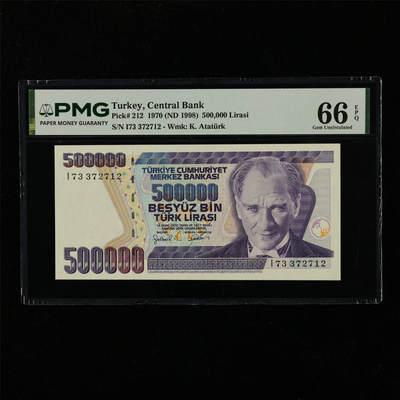 PMG
PAPER MONEY GUARANTY
Turkey, Central Bank
Pick# 212 1970 (ND 1998) 500,000 Lirasi
S/N I73 372712 - Wmk: K. Atatürk
66 EPQ
Gem Uncirculated
500000
I73 372712
TÜRKİYE CUMHURİYET
MERKEZ BANKASI
500000
BEŞYÜZ BİN
TÜRK LİRASI
500000
I73 372712